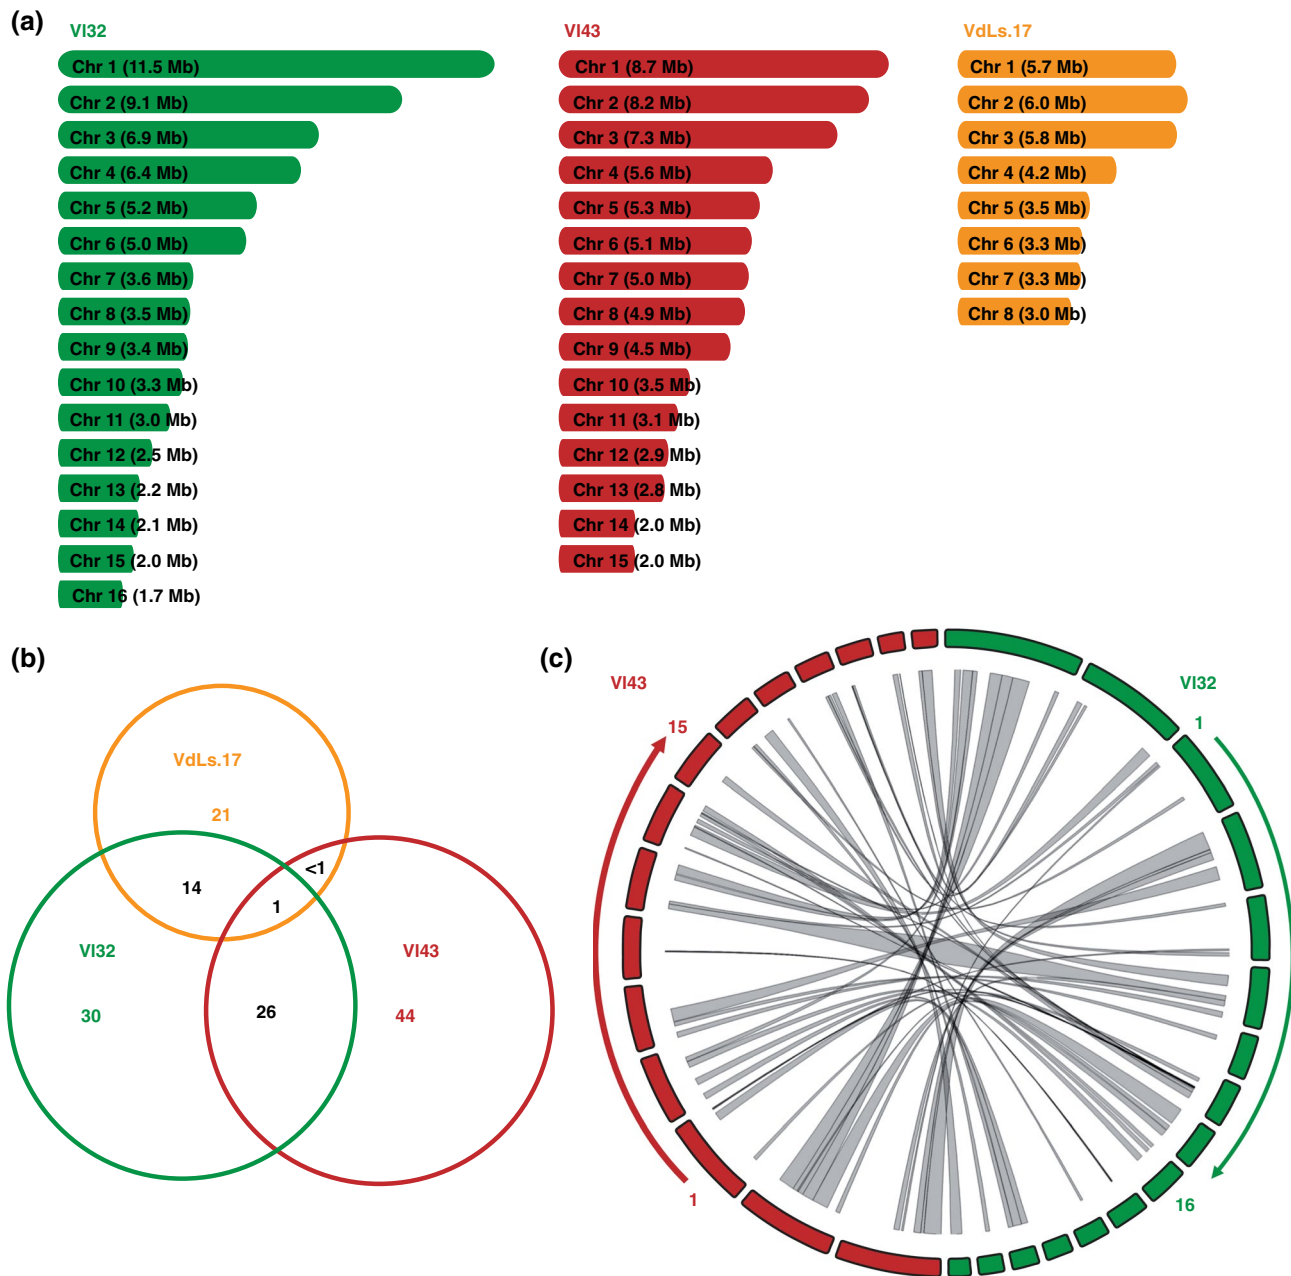 (a)
Vl32
Chr 1 (11.5 Mb)
Chr 2 (9.1 Mb)
Chr 3 (6.9 Mb)
Chr 4 (6.4 Mb)
Chr 5 (5.2 Mb)
Chr 6 (5.0 Mb)
Chr 7 (3.6 Mb)
Chr 8 (3.5 Mb)
Chr 9 (3.4 Mb)
Chr 10 (3.3 Mb)
Chr 11 (3.0 Mb)
Chr 12 (2.5 Mb)
Chr 13 (2.2 Mb)
Chr 14 (2.1 Mb)
Chr 15 (2.0 Mb)
Chr 16 (1.7 Mb)
Vl43
Chr 1 (8.7 Mb)
Chr 2 (8.2 Mb)
Chr 3 (7.3 Mb)
Chr 4 (5.6 Mb)
Chr 5 (5.3 Mb)
Chr 6 (5.1 Mb)
Chr 7 (5.0 Mb)
Chr 8 (4.9 Mb)
Chr 9 (4.5 Mb)
Chr 10 (3.5 Mb)
Chr 11 (3.1 Mb)
Chr 12 (2.9 Mb)
Chr 13 (2.8 Mb)
Chr 14 (2.0 Mb)
Chr 15 (2.0 Mb)
VdLs.17
Chr 1 (5.7 Mb)
Chr 2 (6.0 Mb)
Chr 3 (5.8 Mb)
Chr 4 (4.2 Mb)
Chr 5 (3.5 Mb)
Chr 6 (3.3 Mb)
Chr 7 (3.3 Mb)
Chr 8 (3.0 Mb)
(b)
VdLs.17
21
<1
14
1
Vl32
Vl43
30
26
44
(c)
Vl43
15
1
Vl32
1
16